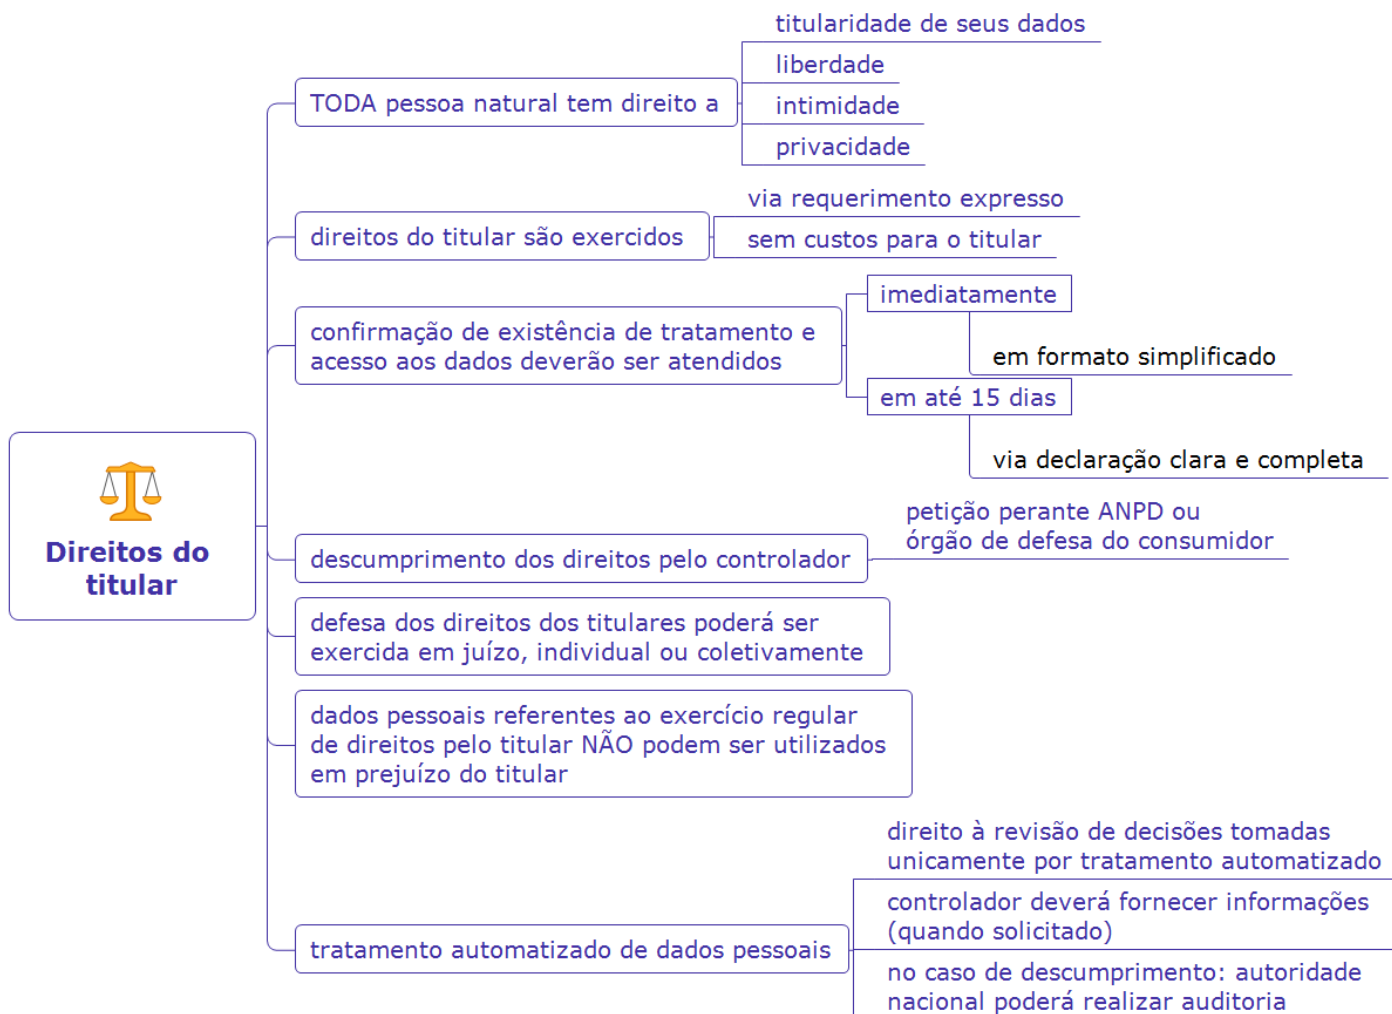 Direitos do
titular
TODA pessoa natural tem direito a
titularidade de seus dados
liberdade
intimidade
privacidade
direitos do titular são exercidos
via requerimento expresso
sem custos para o titular
confirmação de existência de tratamento e
acesso aos dados deverão ser atendidos
imediatamente
em formato simplificado
em até 15 dias
via declaração clara e completa
descumprimento dos direitos pelo controlador
petição perante ANPD ou
órgão de defesa do consumidor
defesa dos direitos dos titulares poderá ser
exercida em juízo, individual ou coletivamente
dados pessoais referentes ao exercício regular
de direitos pelo titular NÃO podem ser utilizados
em prejuízo do titular
tratamento automatizado de dados pessoais
direito à revisão de decisões tomadas
unicamente por tratamento automatizado
controlador deverá fornecer informações
(quando solicitado)
no caso de descumprimento: autoridade
nacional poderá realizar auditoria